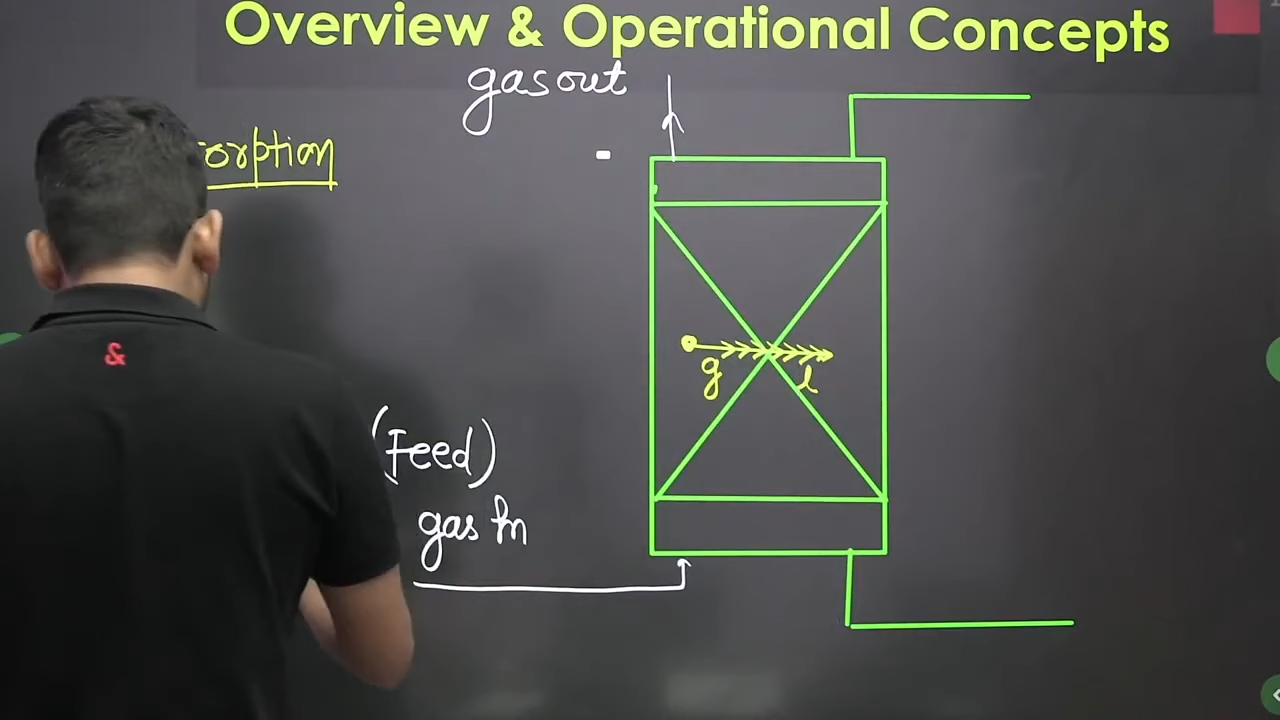 Overview & Operational Concepts
gas out
orption
g
l
(Feed)
gas in
&